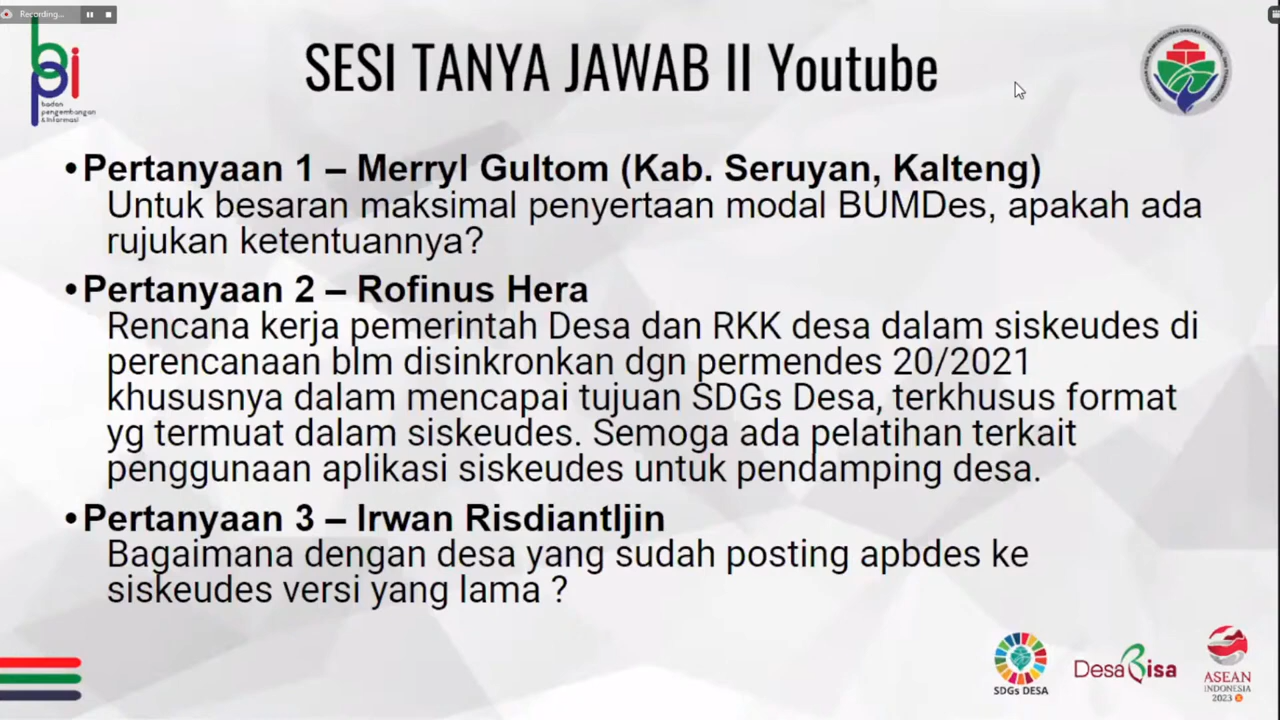 Recording...
SESI TANYA JAWAB II Youtube
bpi
badan
pengembangan
& informasi
•Pertanyaan 1 – Merryl Gultom (Kab. Seruyan, Kalteng)
Untuk besaran maksimal penyertaan modal BUMDes, apakah ada
rujukan ketentuannya?
•Pertanyaan 2 – Rofinus Hera
Rencana kerja pemerintah Desa dan RKK desa dalam siskeudes di
perencanaan blm disinkronkan dgn permendes 20/2021
khususnya dalam mencapai tujuan SDGs Desa, terkhusus format
yg termuat dalam siskeudes. Semoga ada pelatihan terkait
penggunaan aplikasi siskeudes untuk pendamping desa.
•Pertanyaan 3 – Irwan RisdiantIjin
Bagaimana dengan desa yang sudah posting apbdes ke
siskeudes versi yang lama ?
SDGs DESA
DesaBisa
ASEAN
INDONESIA
2023